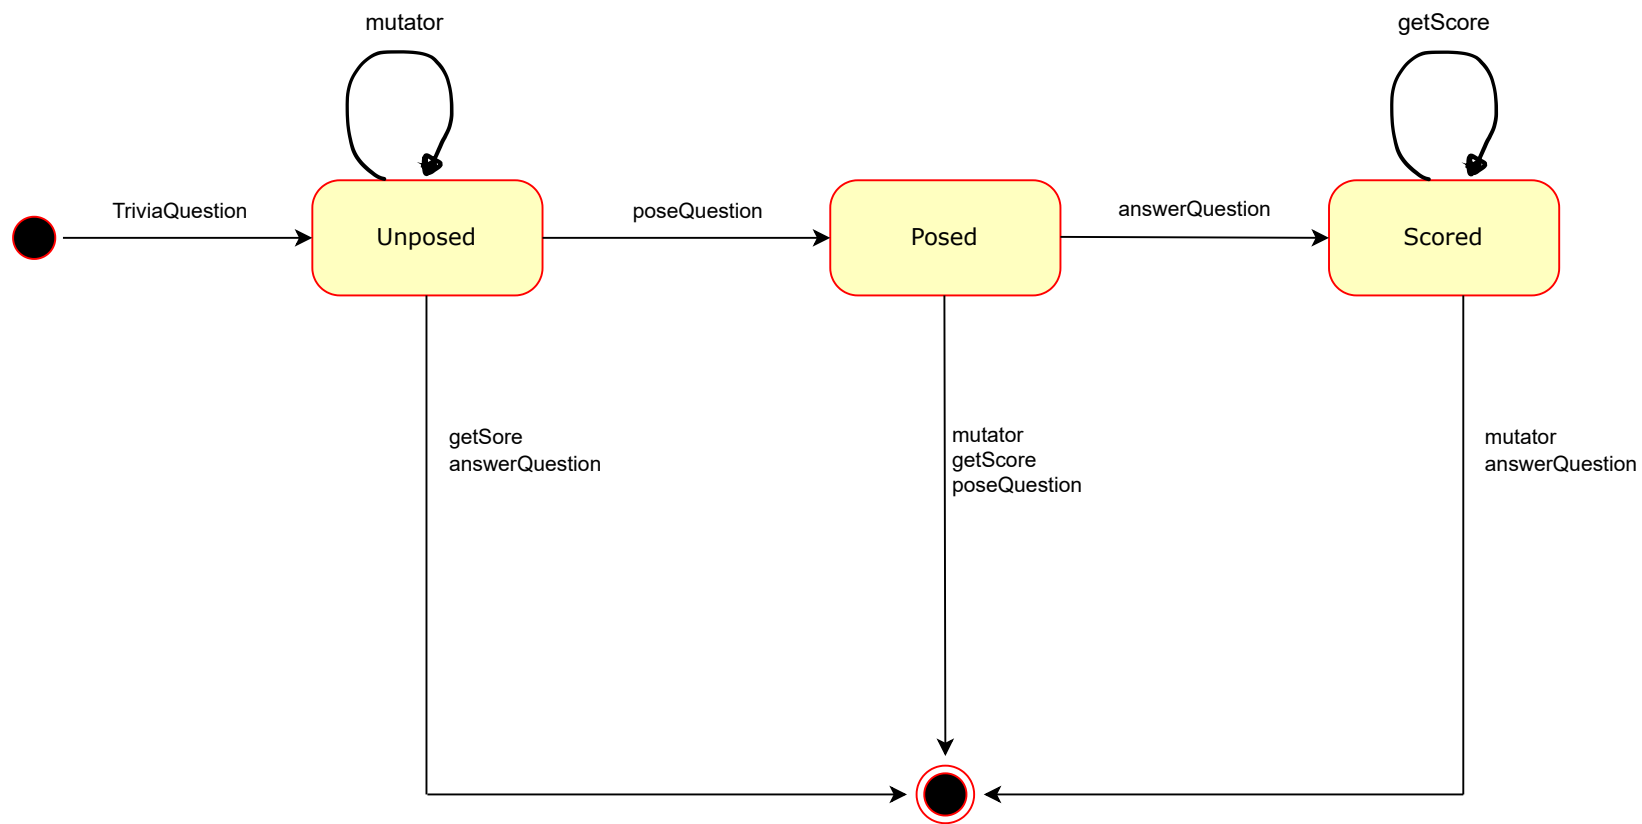 mutator
getScore
TriviaQuestion
Unposed
poseQuestion
Posed
answerQuestion
Scored
getSore
answerQuestion
mutator
getScore
poseQuestion
mutator
answerQuestion